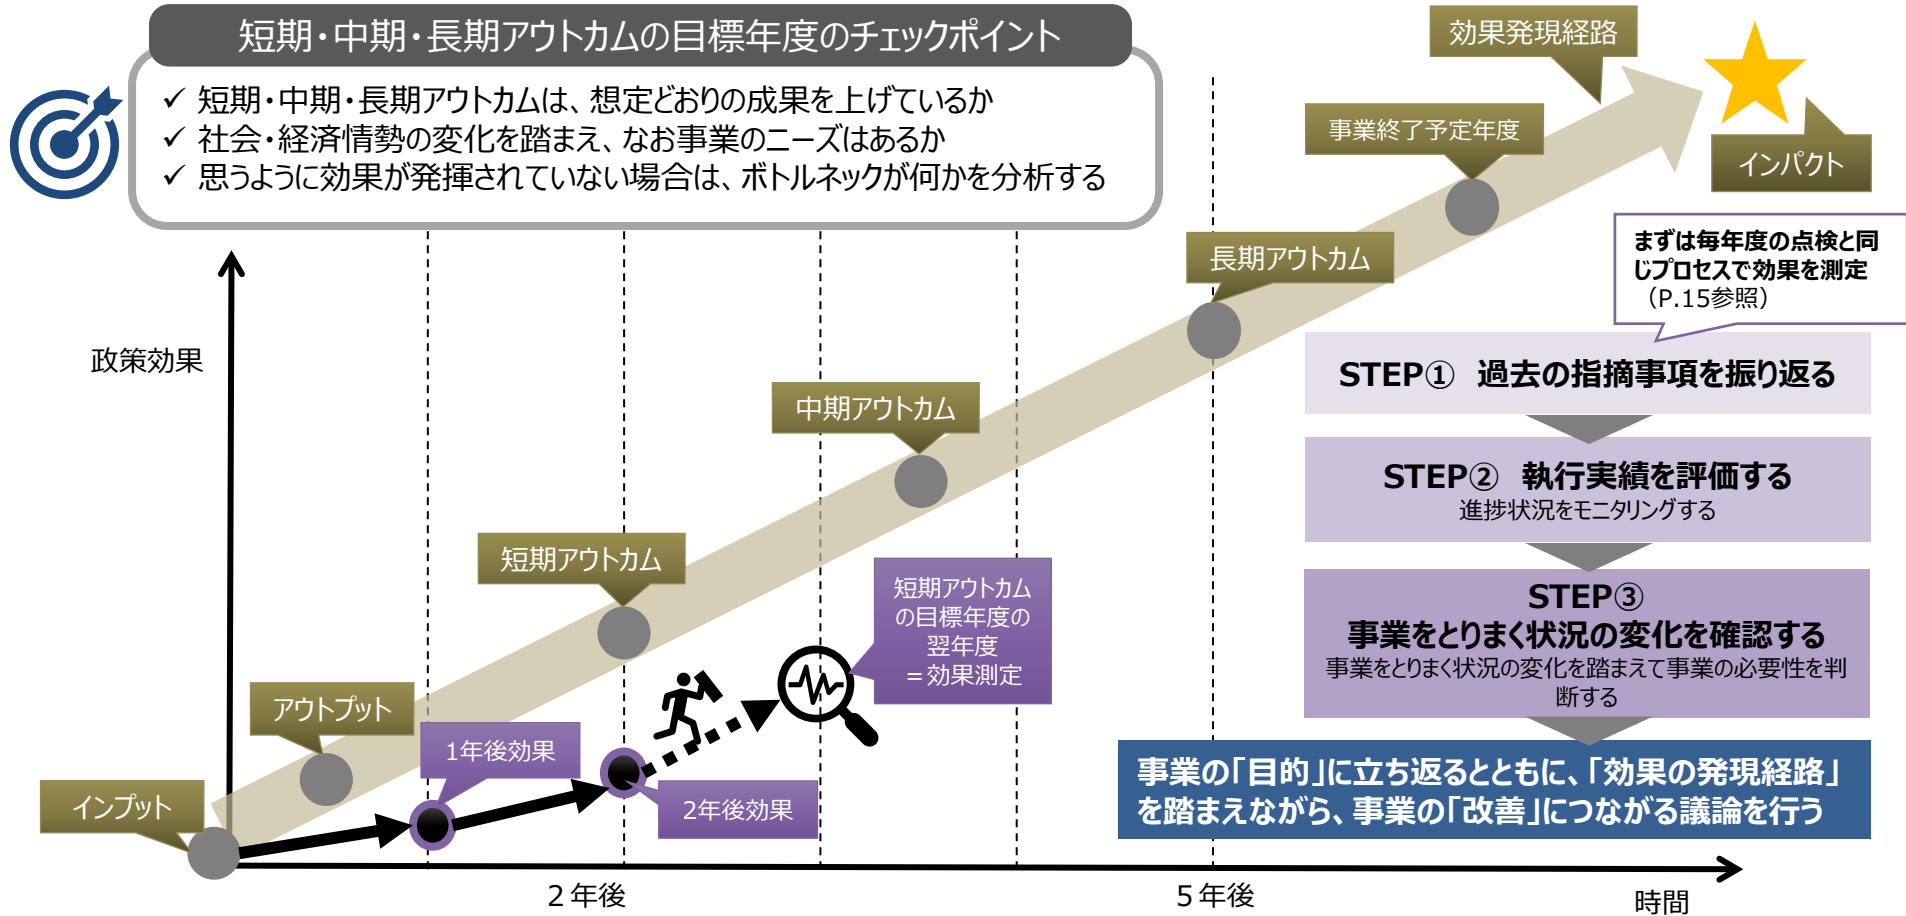 短期・中期・長期アウトカムの目標年度のチェックポイント
✓ 短期・中期・長期アウトカムは、想定どおりの成果を上げているか
✓ 社会・経済情勢の変化を踏まえ、なお事業のニーズはあるか
✓ 思うように効果が発揮されていない場合は、ボトルネックが何かを分析する
効果発現経路
事業終了予定年度
インパクト
長期アウトカム
まずは毎年度の点検と同
じプロセスで効果を測定
（P.15参照）
政策効果
中期アウトカム
短期アウトカム
アウトプット
インプット
1年後効果
2年後効果
短期アウトカム
の目標年度の
翌年度
＝効果測定
STEP① 過去の指摘事項を振り返る
STEP② 執行実績を評価する
進捗状況をモニタリングする
STEP③
事業をとりまく状況の変化を確認する
事業をとりまく状況の変化を踏まえて事業の必要性を判
断する
事業の「目的」に立ち返るとともに、「効果の発現経路」
を踏まえながら、事業の「改善」につながる議論を行う
２年後
５年後
時間